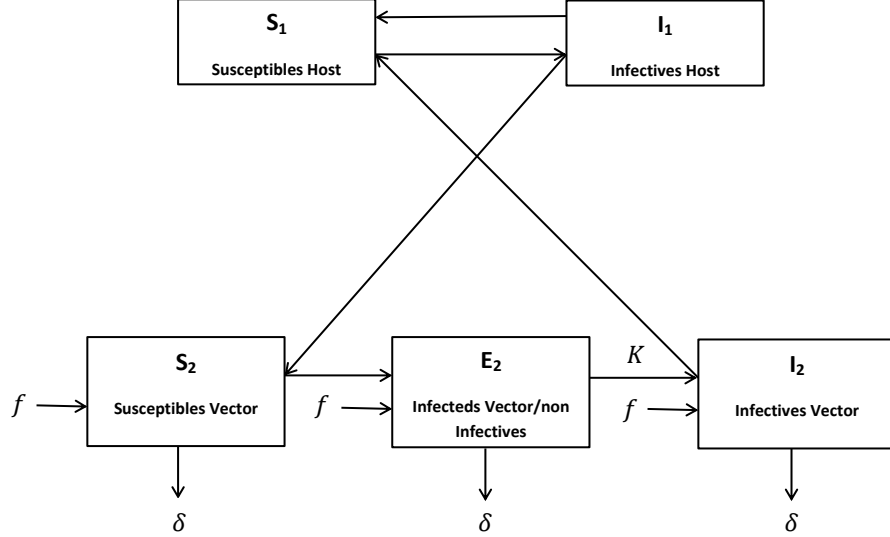 S₁
Susceptibles Host
I₁
Infectives Host
S₂
Susceptibles Vector
E₂
Infecteds Vector/non
Infectives
K
I₂
Infectives Vector
f
f
f
δ
δ
δ